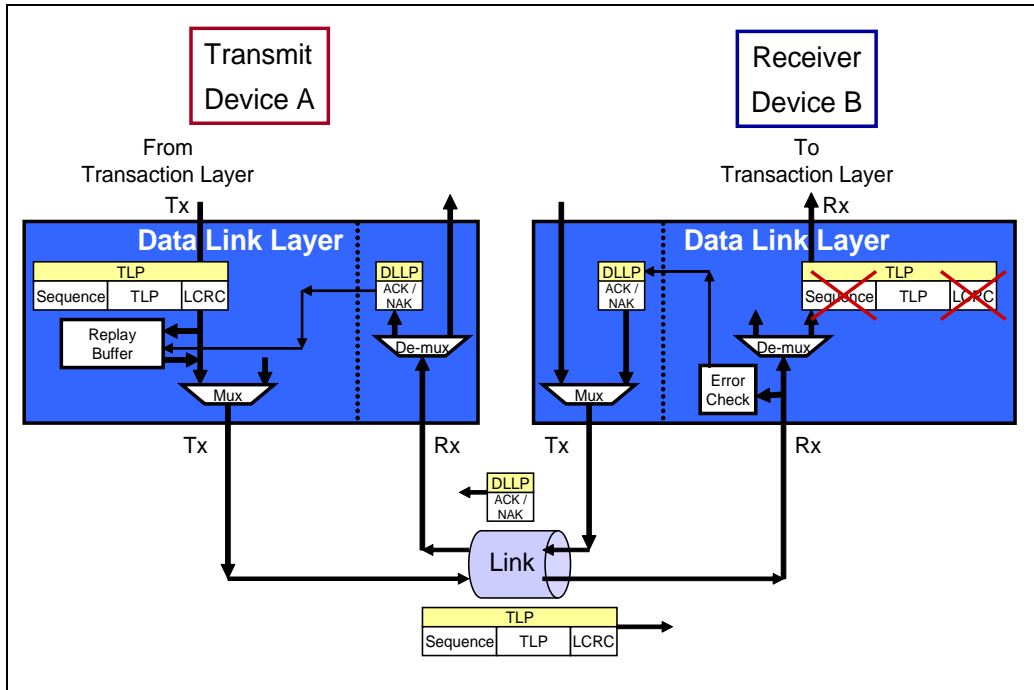 Transmit
Device A
Receiver
Device B
From
Transaction Layer
To
Transaction Layer
Tx
Rx
Data Link Layer
Data Link Layer
TLP
Sequence TLP LCRC
DLLP
ACK /
NAK
DLLP
ACK /
NAK
TLP
Sequence TLP LCRC
Replay
Buffer
De-mux
De-mux
Mux
Mux
Error
Check
Tx
Rx
Tx
Rx
DLLP
ACK /
NAK
Link
TLP
Sequence TLP LCRC